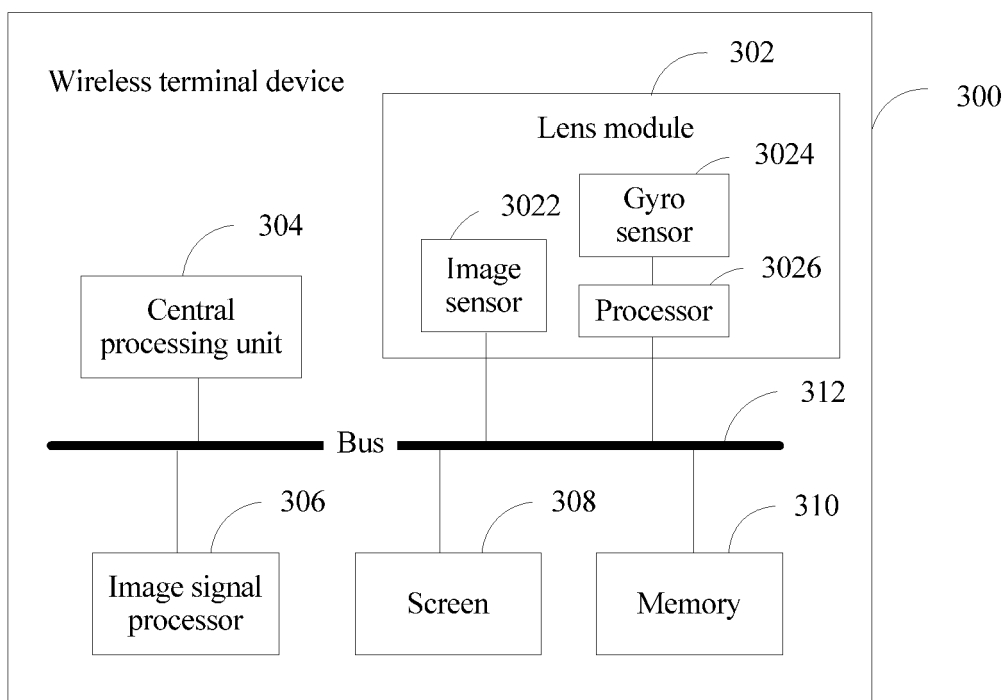 302
Wireless terminal device
300
Lens module
3024
Gyro
sensor
3022
304
Image
sensor
3026
Processor
Central
processing unit
312
Bus
306
308
310
Image signal
processor
Screen
Memory